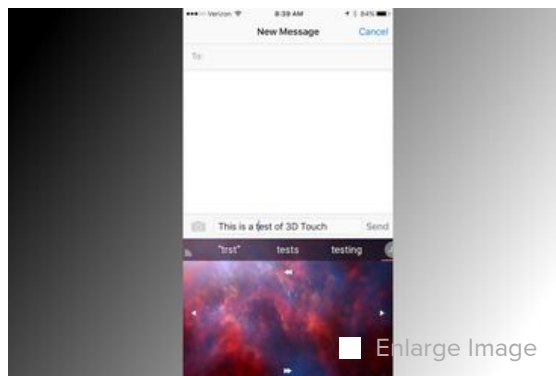 Verizon 8:39 AM 84%
New Message Cancel
To:
This is a test of 3D Touch Send
"trst" tests testing
Enlarge Image